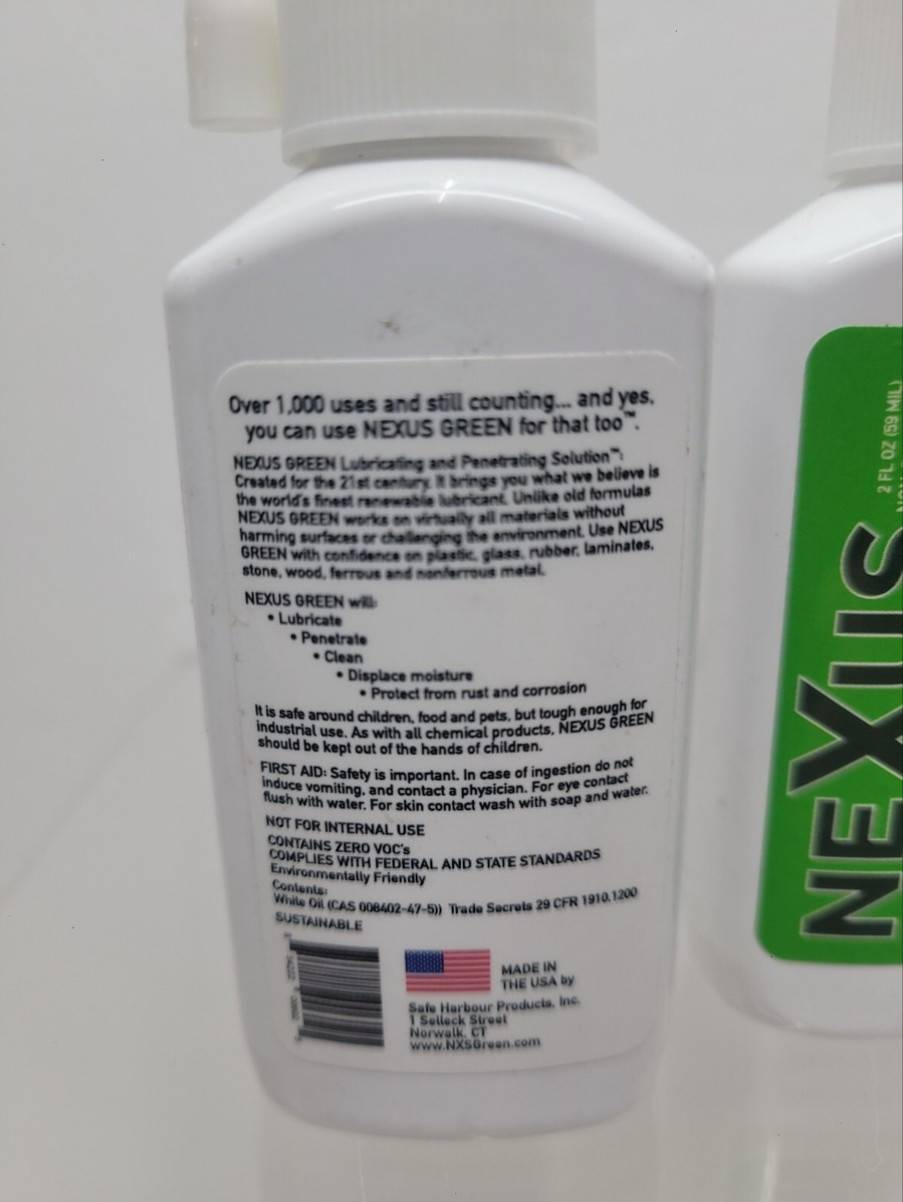 Over 1,000 uses and still counting... and yes,
you can use NEXUS GREEN for that too™.
NEXUS GREEN Lubricating and Penetrating Solution™:
Created for the 21st century. It brings you what we believe is
the world's finest renewable lubricant. Unlike old formulas
NEXUS GREEN works on virtually all materials without
harming surfaces or challenging the environment. Use NEXUS
GREEN with confidence on plastic, glass, rubber, laminates,
stone, wood, ferrous and nonferrous metal.
NEXUS GREEN will:
• Lubricate
• Penetrate
• Clean
• Displace moisture
• Protect from rust and corrosion
It is safe around children, food and pets, but tough enough for
industrial use. As with all chemical products, NEXUS GREEN
should be kept out of the hands of children.
FIRST AID: Safety is important. In case of ingestion do not
induce vomiting, and contact a physician. For eye contact
flush with water. For skin contact wash with soap and water.
NOT FOR INTERNAL USE
CONTAINS ZERO VOC's
COMPLIES WITH FEDERAL AND STATE STANDARDS
Environmentally Friendly
Contents:
White Oil (CAS 008402-47-5)) Trade Secrets 29 CFR 1910.1200
SUSTAINABLE
MADE IN
THE USA by
Safe Harbour Products, Inc.
1 Selleck Street
Norwalk, CT
www.NXSGreen.com
NEXUS
2 FL OZ (59 MIL)